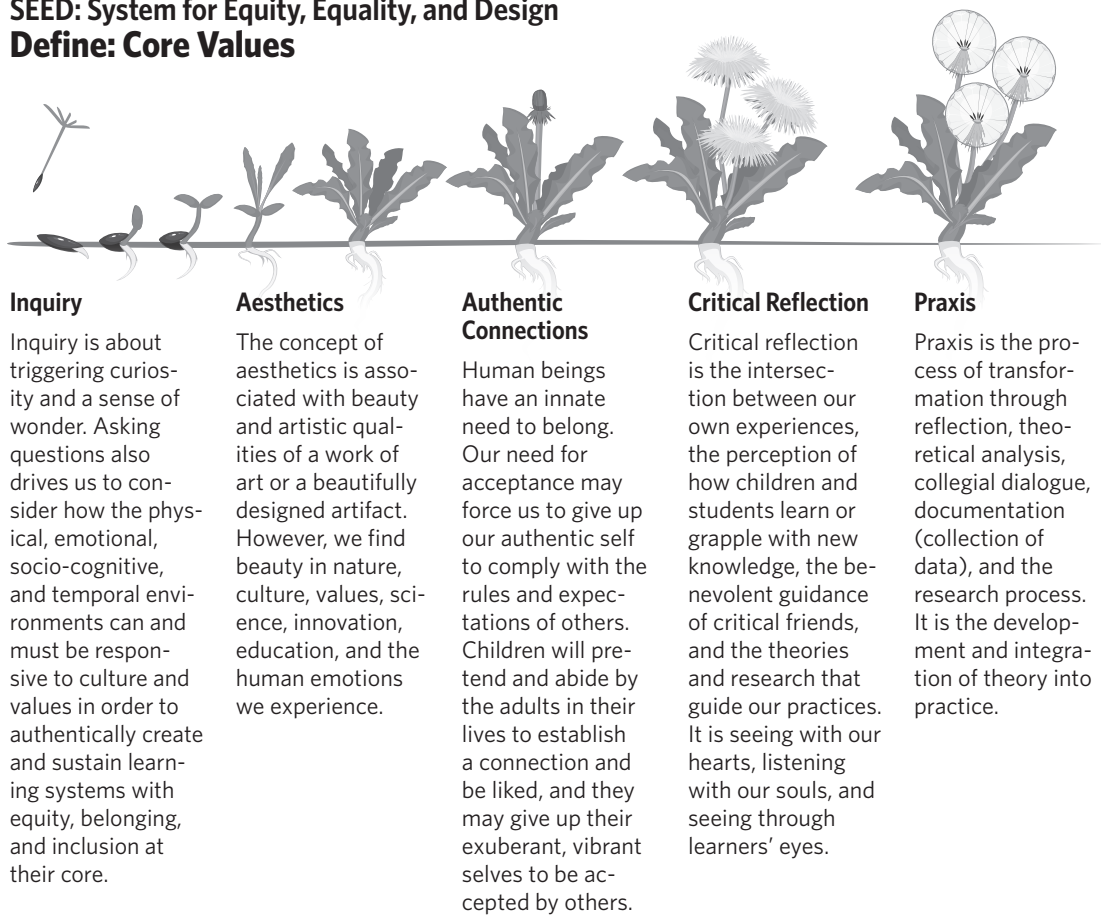 SEED: System for Equity, Equality, and Design
Define: Core Values
Inquiry
Inquiry is about
triggering curios-
ity and a sense of
wonder. Asking
questions also
drives us to con-
sider how the phys-
ical, emotional,
socio-cognitive,
and temporal envi-
ronments can and
must be respon-
sive to culture and
values in order to
authentically create
and sustain learn-
ing systems with
equity, belonging,
and inclusion at
their core.
Aesthetics
The concept of
aesthetics is asso-
ciated with beauty
and artistic qual-
ities of a work of
art or a beautifully
designed artifact.
However, we find
beauty in nature,
culture, values, sci-
ence, innovation,
education, and the
human emotions
we experience.
Authentic
Connections
Human beings
have an innate
need to belong.
Our need for
acceptance may
force us to give up
our authentic self
to comply with the
rules and expec-
tations of others.
Children will pre-
tend and abide by
the adults in their
lives to establish
a connection and
be liked, and they
may give up their
exuberant, vibrant
selves to be ac-
cepted by others.
Critical Reflection
Critical reflection
is the intersec-
tion between our
own experiences,
the perception of
how children and
students learn or
grapple with new
knowledge, the be-
nevolent guidance
of critical friends,
and the theories
and research that
guide our practices.
It is seeing with our
hearts, listening
with our souls, and
seeing through
learners' eyes.
Praxis
Praxis is the pro-
cess of transfor-
mation through
reflection, theo-
retical analysis,
collegial dialogue,
documentation
(collection of
data), and the
research process.
It is the develop-
ment and integra-
tion of theory into
practice.